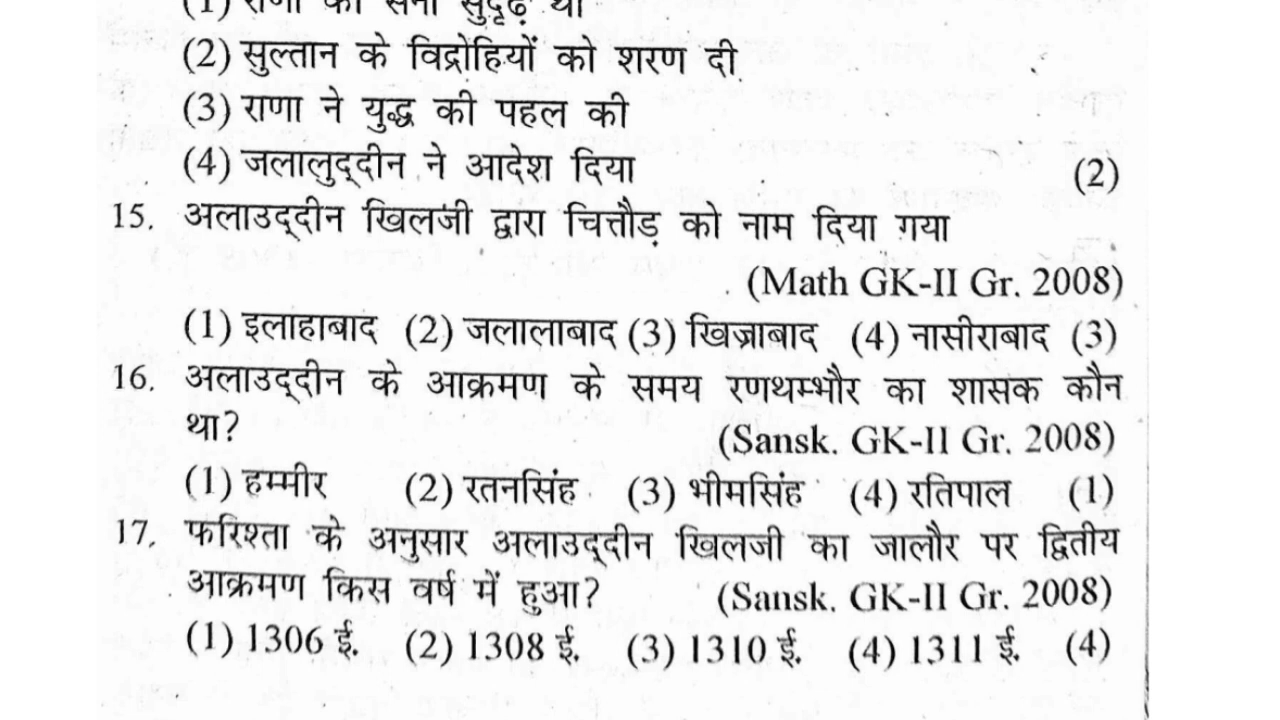 (1) राणा की सेना सुदृढ़ थी
(2) सुल्तान के विद्रोहियों को शरण दी
(3) राणा ने युद्ध की पहल की
(4) जलालुद्दीन ने आदेश दिया (2)
15. अलाउद्दीन खिलजी द्वारा चित्तौड़ को नाम दिया गया
(Math GK-II Gr. 2008)
(1) इलाहाबाद (2) जलालाबाद (3) खिज्राबाद (4) नासीराबाद (3)
16. अलाउद्दीन के आक्रमण के समय रणथम्भौर का शासक कौन
था? (Sansk. GK-II Gr. 2008)
(1) हम्मीर (2) रतनसिंह (3) भीमसिंह (4) रतिपाल (1)
17. फरिश्ता के अनुसार अलाउद्दीन खिलजी का जालौर पर द्वितीय
आक्रमण किस वर्ष में हुआ? (Sansk. GK-II Gr. 2008)
(1) 1306 ई. (2) 1308 ई. (3) 1310 ई. (4) 1311 ई. (4)